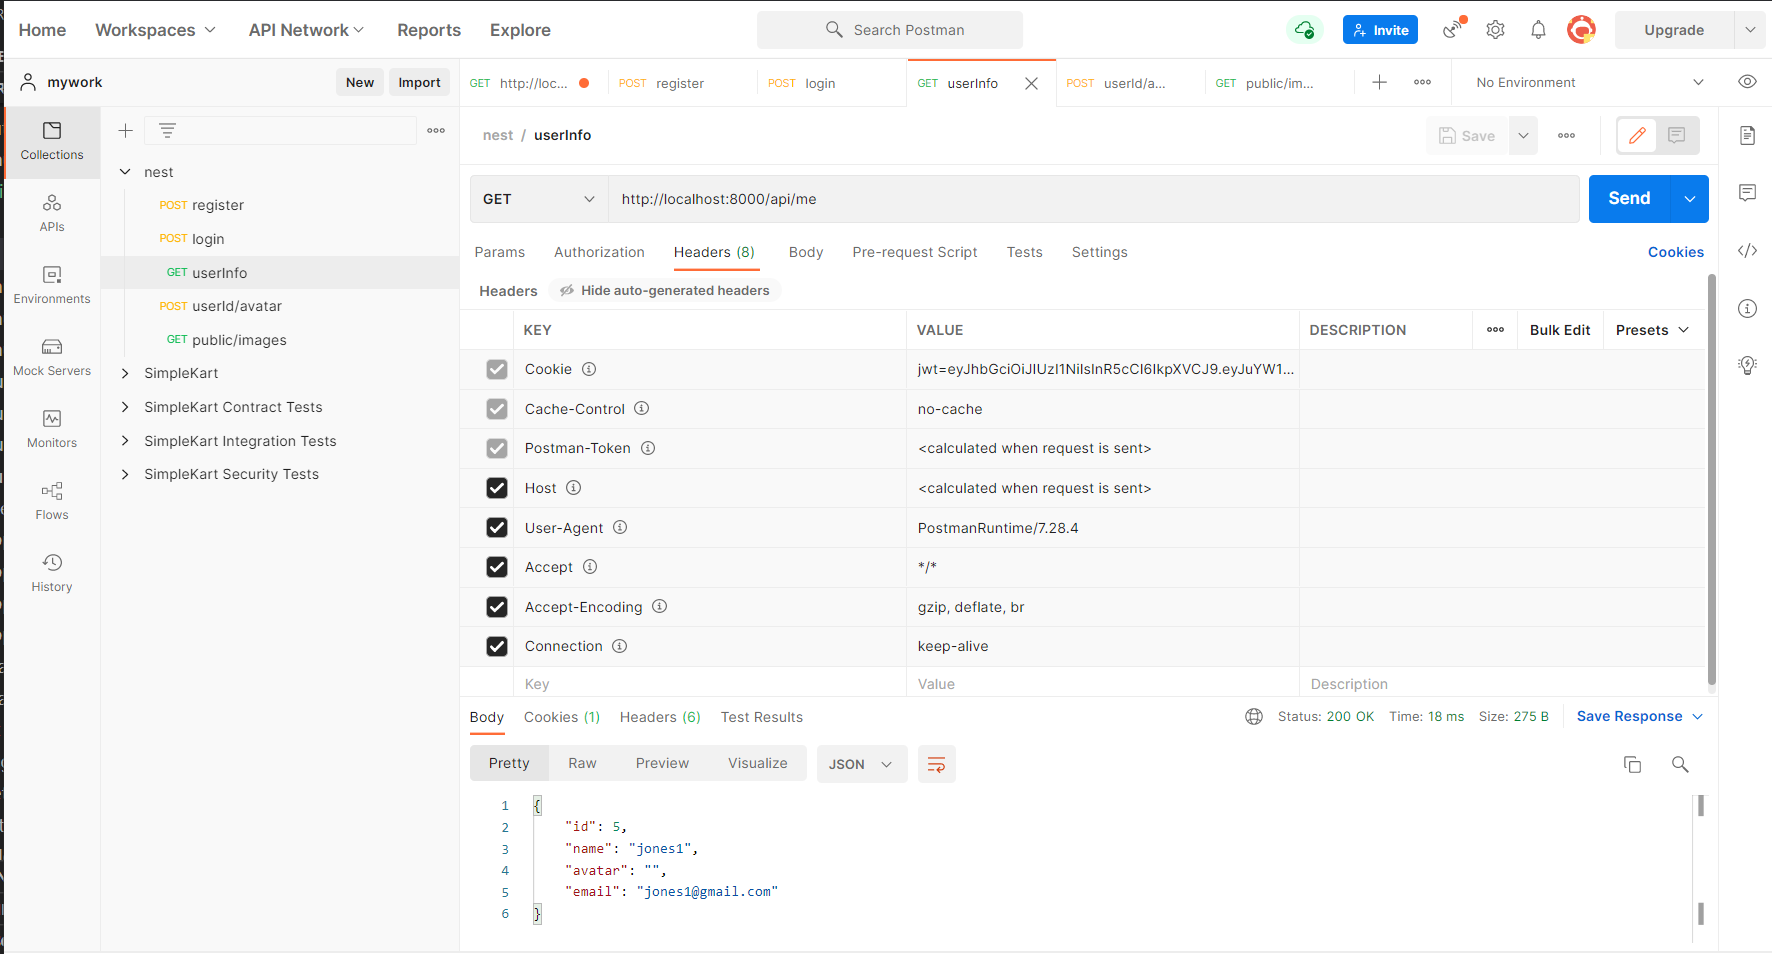 Home Workspaces API Network Reports Explore Search Postman Invite Upgrade
mywork New Import GET http://loc... POST register POST login GET userInfo POST userId/a... GET public/im... No Environment
Collections
APIs
Environments
Mock Servers
Monitors
Flows
History
nest
POST register
POST login
GET userInfo
POST userId/avatar
GET public/images
SimpleKart
SimpleKart Contract Tests
SimpleKart Integration Tests
SimpleKart Security Tests
nest / userInfo Save
GET http://localhost:8000/api/me Send
Params Authorization Headers (8) Body Pre-request Script Tests Settings Cookies
Headers Hide auto-generated headers
KEY VALUE DESCRIPTION Bulk Edit Presets
Cookie jwt=eyJhbGciOiJIUzI1NiIsInR5cCI6IkpXVCJ9.eyJuYW1...
Cache-Control no-cache
Postman-Token <calculated when request is sent>
Host <calculated when request is sent>
User-Agent PostmanRuntime/7.28.4
Accept */*
Accept-Encoding gzip, deflate, br
Connection keep-alive
Key Value Description
Body Cookies (1) Headers (6) Test Results Status: 200 OK Time: 18 ms Size: 275 B Save Response
Pretty Raw Preview Visualize JSON
1 {
2 "id": 5,
3 "name": "jones1",
4 "avatar": "",
5 "email": "jones1@gmail.com"
6 }